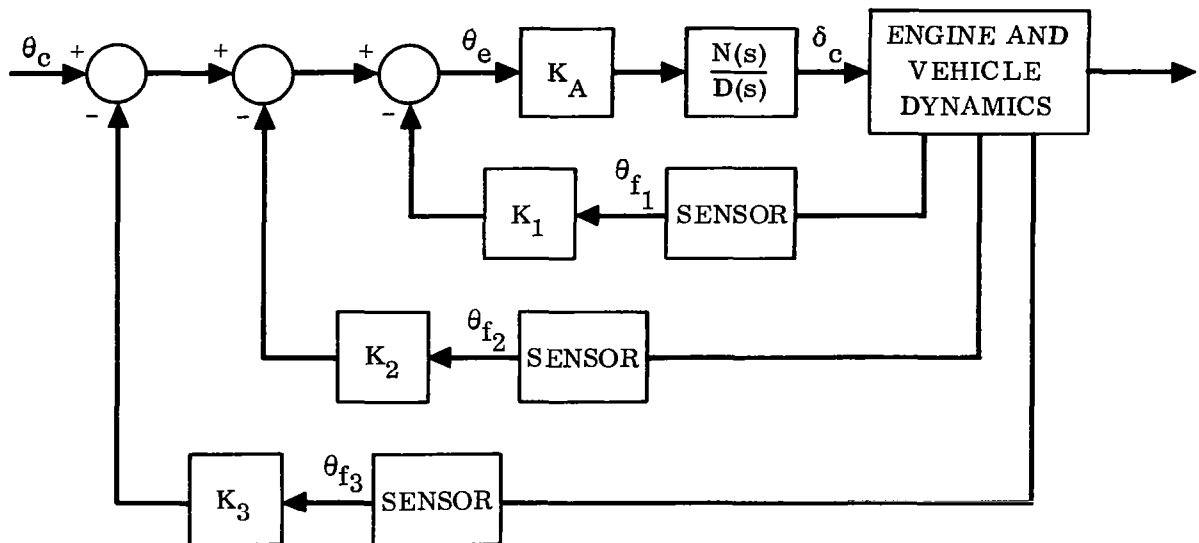 θc + + + θe KA N(s) δc ENGINE AND
D(s) VEHICLE
DYNAMICS
- - -
K1 θf1 SENSOR
K2 θf2 SENSOR
K3 θf3 SENSOR